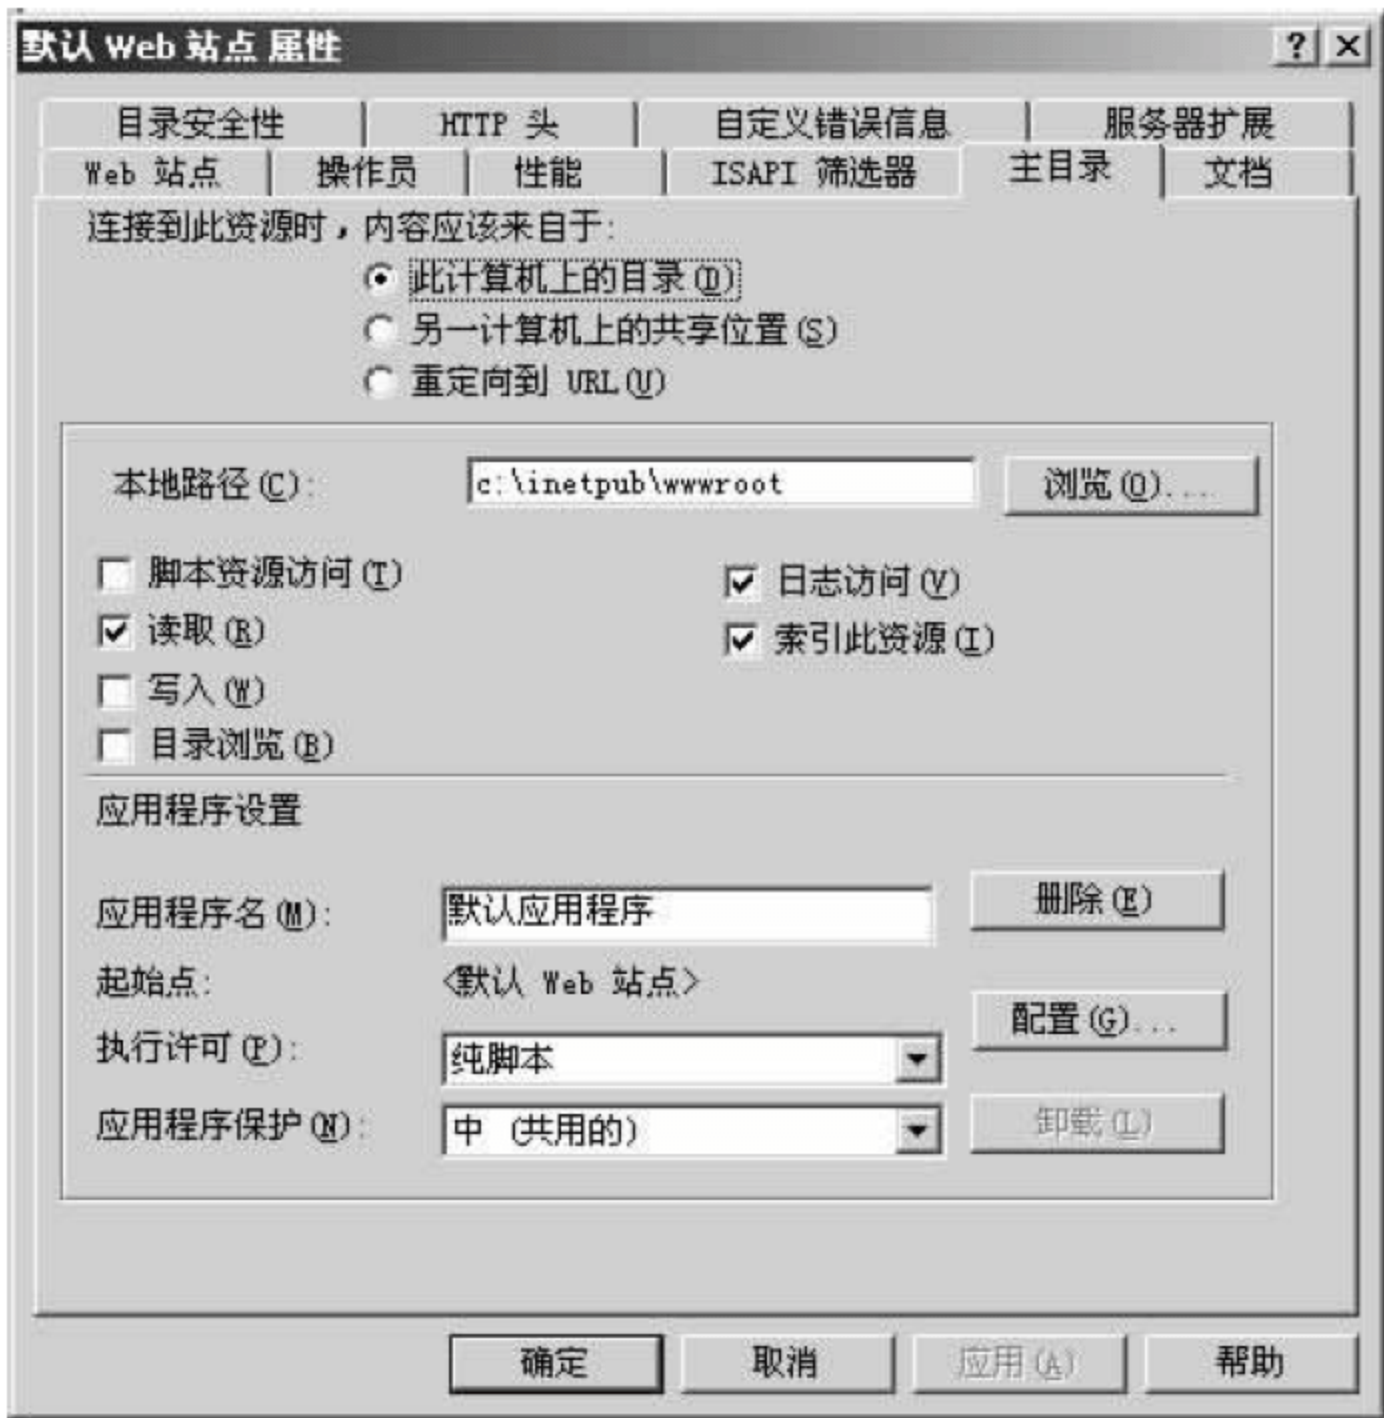 默认 Web 站点 属性
目录安全性 HTTP 头 自定义错误信息 服务器扩展
Web 站点 操作员 性能 ISAPI 筛选器 主目录 文档
连接到此资源时，内容应该来自于:
此计算机上的目录(D)
另一计算机上的共享位置(S)
重定向到 URL(U)
本地路径(C): c:\inetpub\wwwroot 浏览(O)...
脚本资源访问(T) 日志访问(V)
读取(R) 索引此资源(I)
写入(W)
目录浏览(B)
应用程序设置
应用程序名(M): 默认应用程序 删除(E)
起始点: <默认 Web 站点>
配置(G)...
执行许可(P): 纯脚本
应用程序保护(N): 中 (共用的) 卸载(L)
确定 取消 应用(A) 帮助